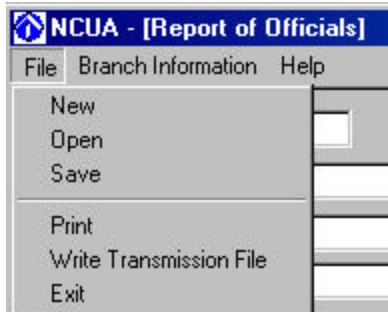 NCUA - [Report of Officials]
File Branch Information Help
New
Open
Save
Print
Write Transmission File
Exit